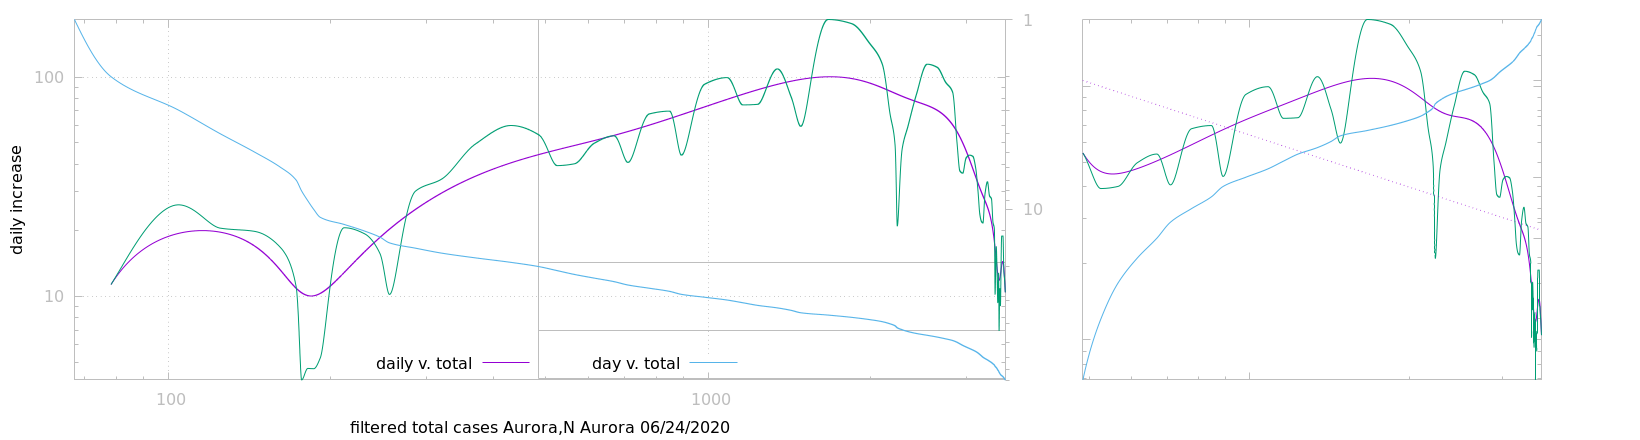 1
100
daily increase
10
10
daily v. total
day v. total
100
1000
filtered total cases Aurora,N Aurora 06/24/2020